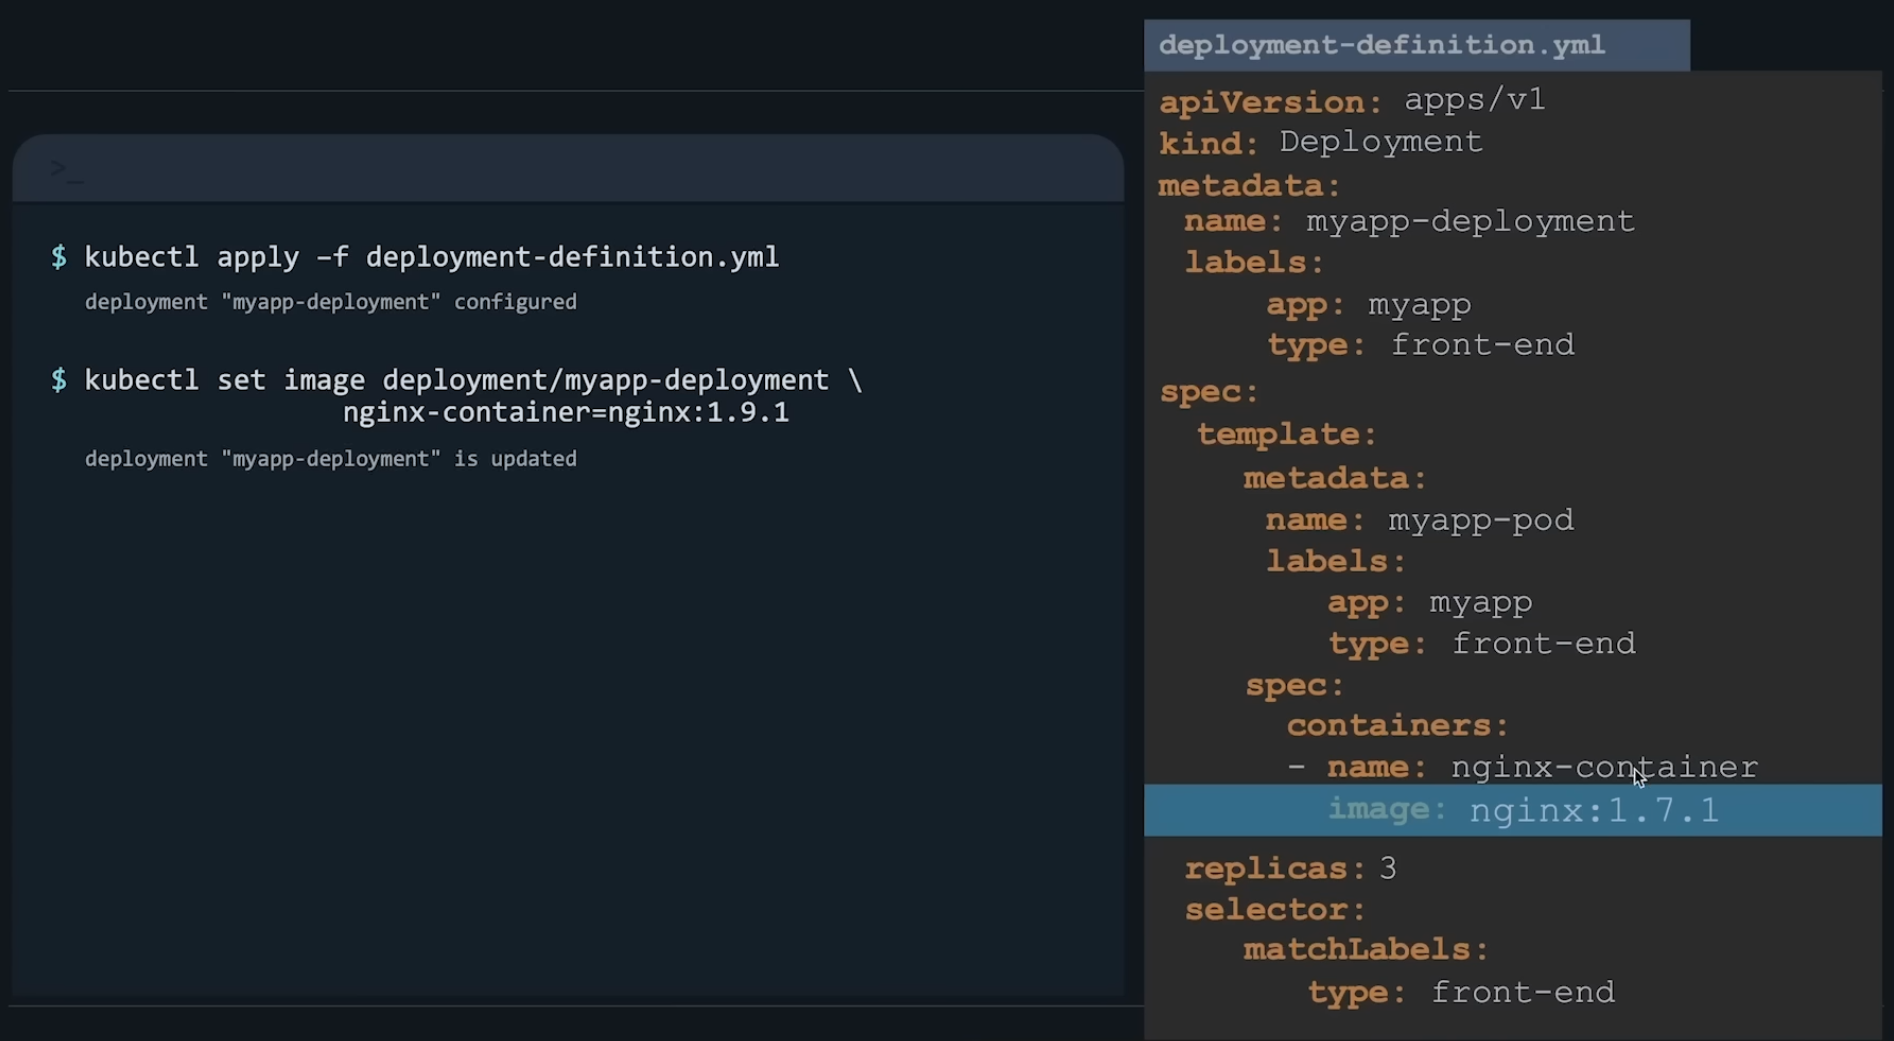 >_
$ kubectl apply –f deployment-definition.yml
deployment "myapp-deployment" configured
$ kubectl set image deployment/myapp-deployment \
nginx-container=nginx:1.9.1
deployment "myapp-deployment" is updated
deployment-definition.yml
apiVersion: apps/v1
kind: Deployment
metadata:
name: myapp-deployment
labels:
app: myapp
type: front-end
spec:
template:
metadata:
name: myapp-pod
labels:
app: myapp
type: front-end
spec:
containers:
- name: nginx-container
image: nginx:1.7.1
replicas: 3
selector:
matchLabels:
type: front-end